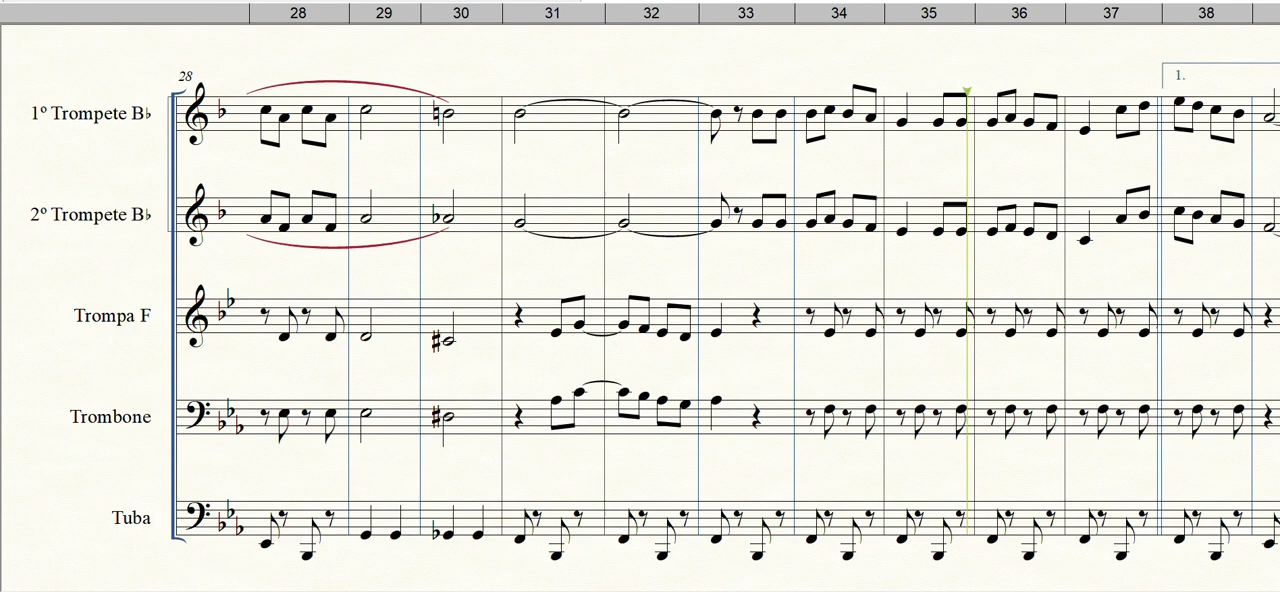 28 29 30 31 32 33 34 35 36 37 38
28
1.
1º Trompete B♭
2º Trompete B♭
Trompa F
Trombone
Tuba